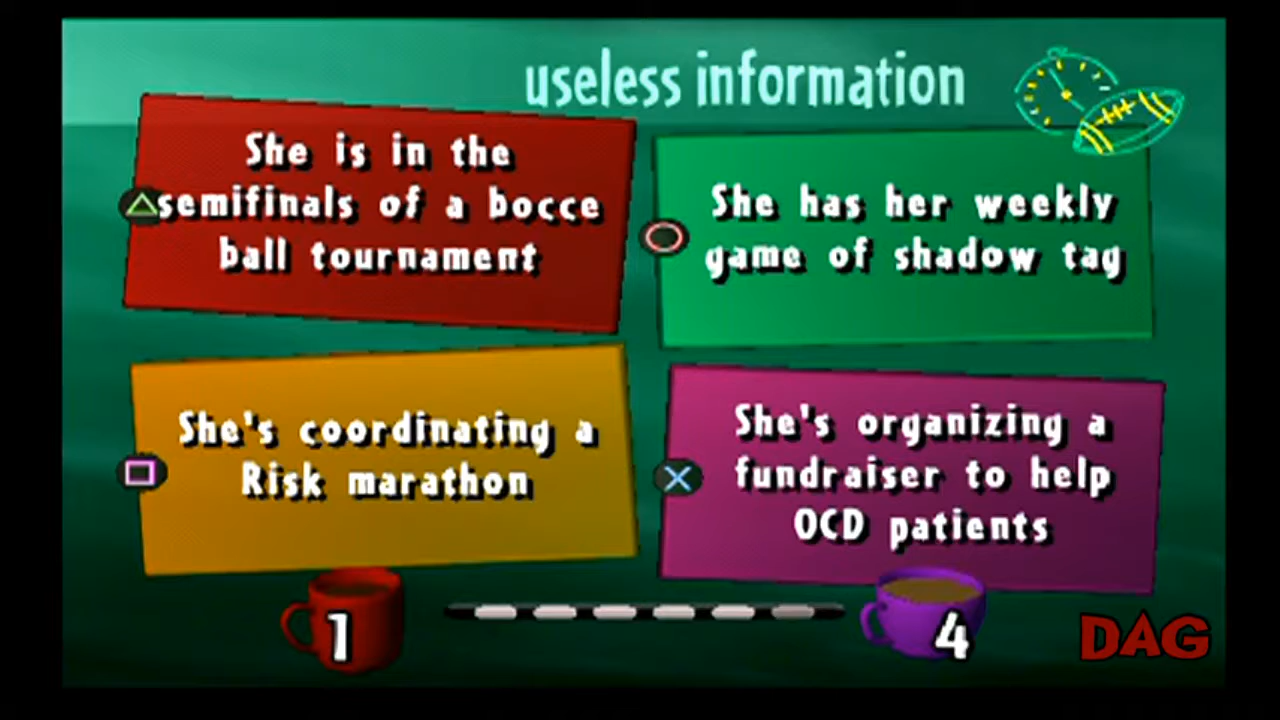 useless information
She is in the
semifinals of a bocce
ball tournament
She has her weekly
game of shadow tag
She's coordinating a
Risk marathon
She's organizing a
fundraiser to help
OCD patients
1
4
DAG